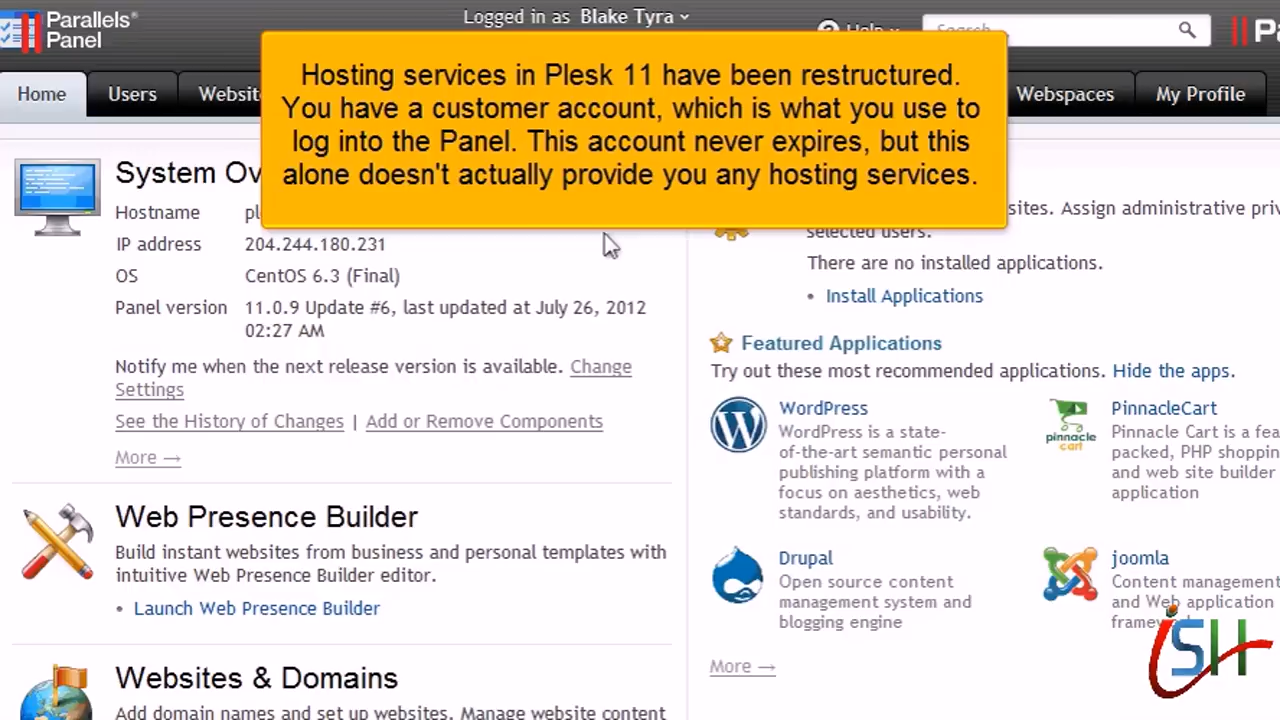 Parallels®
Panel
Logged in as Blake Tyra
Help
Search
Home
Users
Webspaces
My Profile
Hosting services in Plesk 11 have been restructured.
You have a customer account, which is what you use to
log into the Panel. This account never expires, but this
alone doesn't actually provide you any hosting services.
System
Hostname
IP address 204.244.180.231
OS CentOS 6.3 (Final)
Panel version 11.0.9 Update #6, last updated at July 26, 2012
02:27 AM
Notify me when the next release version is available. Change
Settings
See the History of Changes | Add or Remove Components
More →
Web Presence Builder
Build instant websites from business and personal templates with
intuitive Web Presence Builder editor.
• Launch Web Presence Builder
Websites & Domains
Add domain names and set up websites. Manage website content
Assign administrative
selected users.
There are no installed applications.
• Install Applications
Featured Applications
Try out these most recommended applications. Hide the apps.
WordPress
WordPress is a state-
of-the-art semantic personal
publishing platform with a
focus on aesthetics, web
standards, and usability.
pinnacle
cart
PinnacleCart
Pinnacle Cart is a
packed, PHP
and web site builder
application
Drupal
Open source content
management system and
blogging engine
joomla
Content management
and Web application
More →
iSH